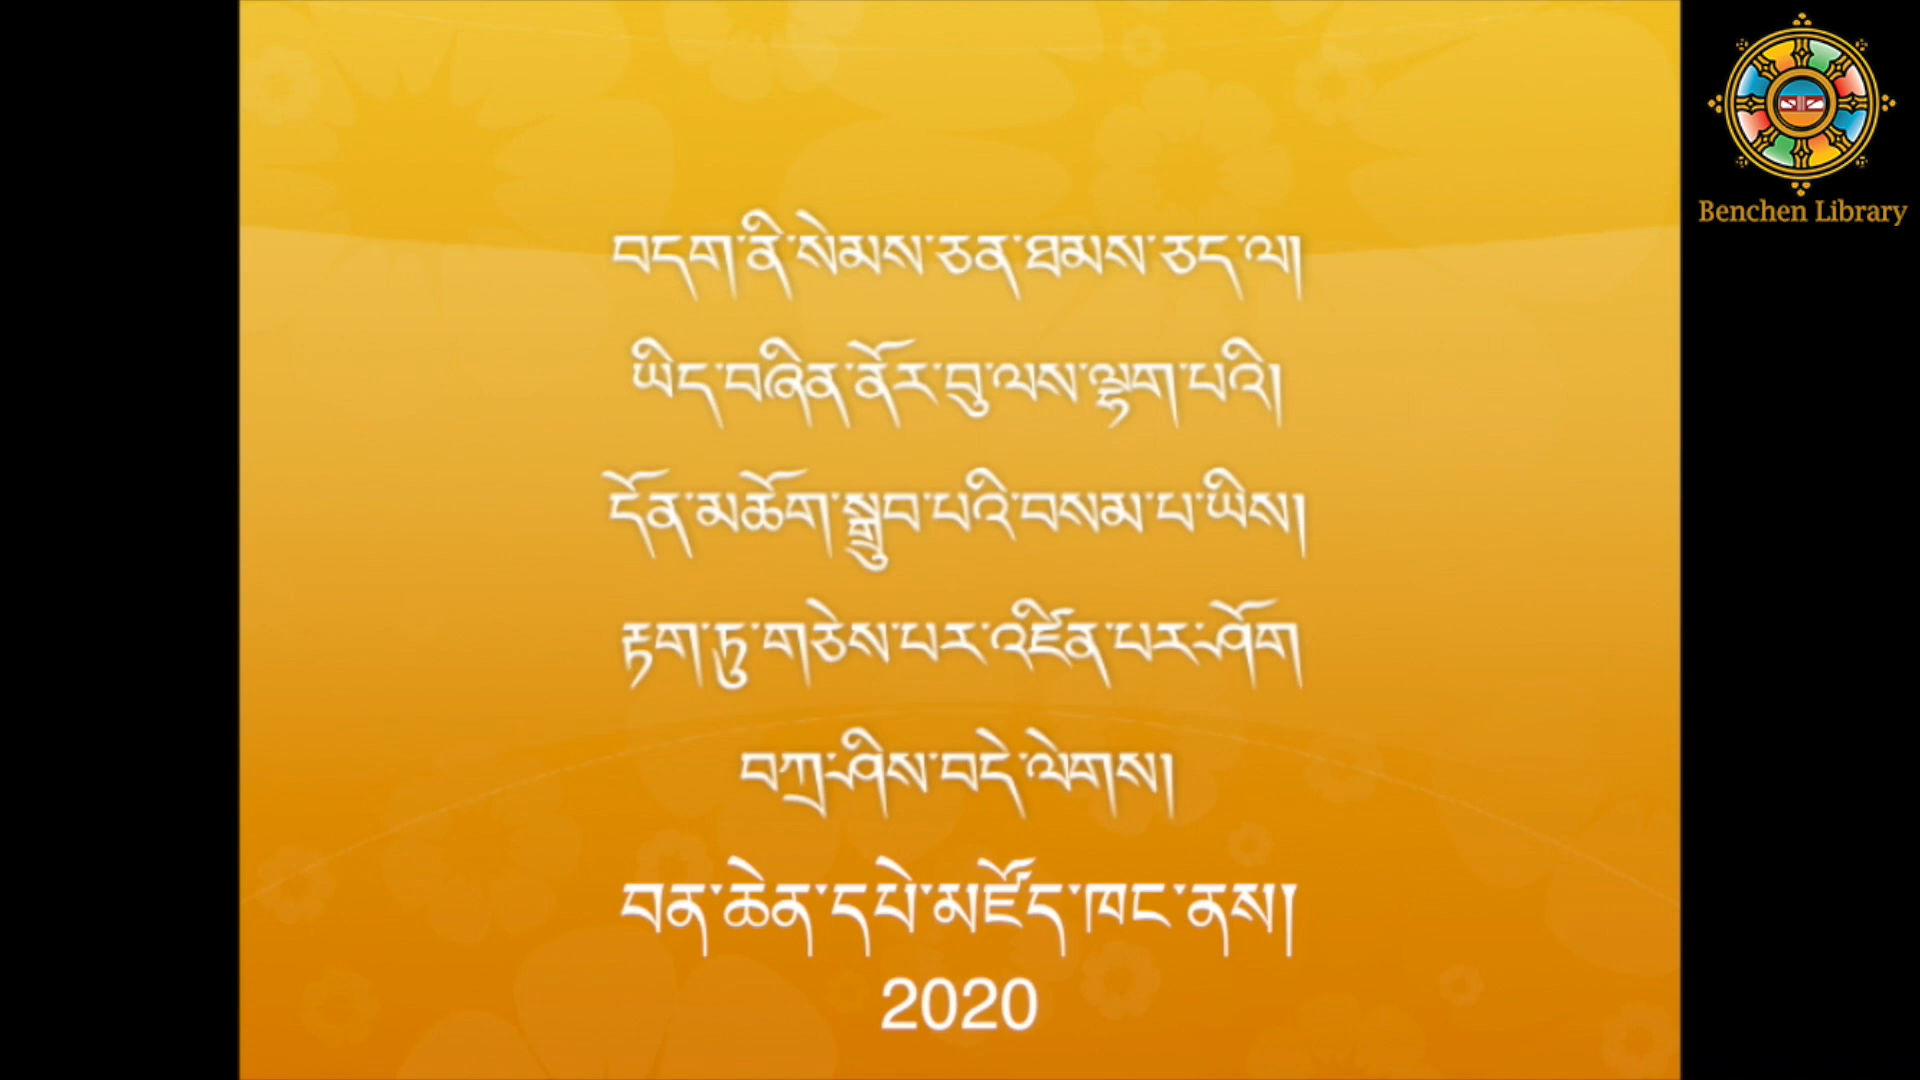 བདག་ནི་སེམས་ཅན་ཐམས་ཅད་ལ།
ཡིད་བཞིན་ནོར་བུ་ལས་ལྷག་པའི།
དོན་མཆོག་སྒྲུབ་པའི་བསམ་པ་ཡིས།
རྟག་ཏུ་གཅེས་པར་འཛིན་པར་ཤོག
བཀྲ་ཤིས་བདེ་ལེགས།
བན་ཆེན་དཔེ་མཛོད་ཁང་ནས།
2020
Benchen Library